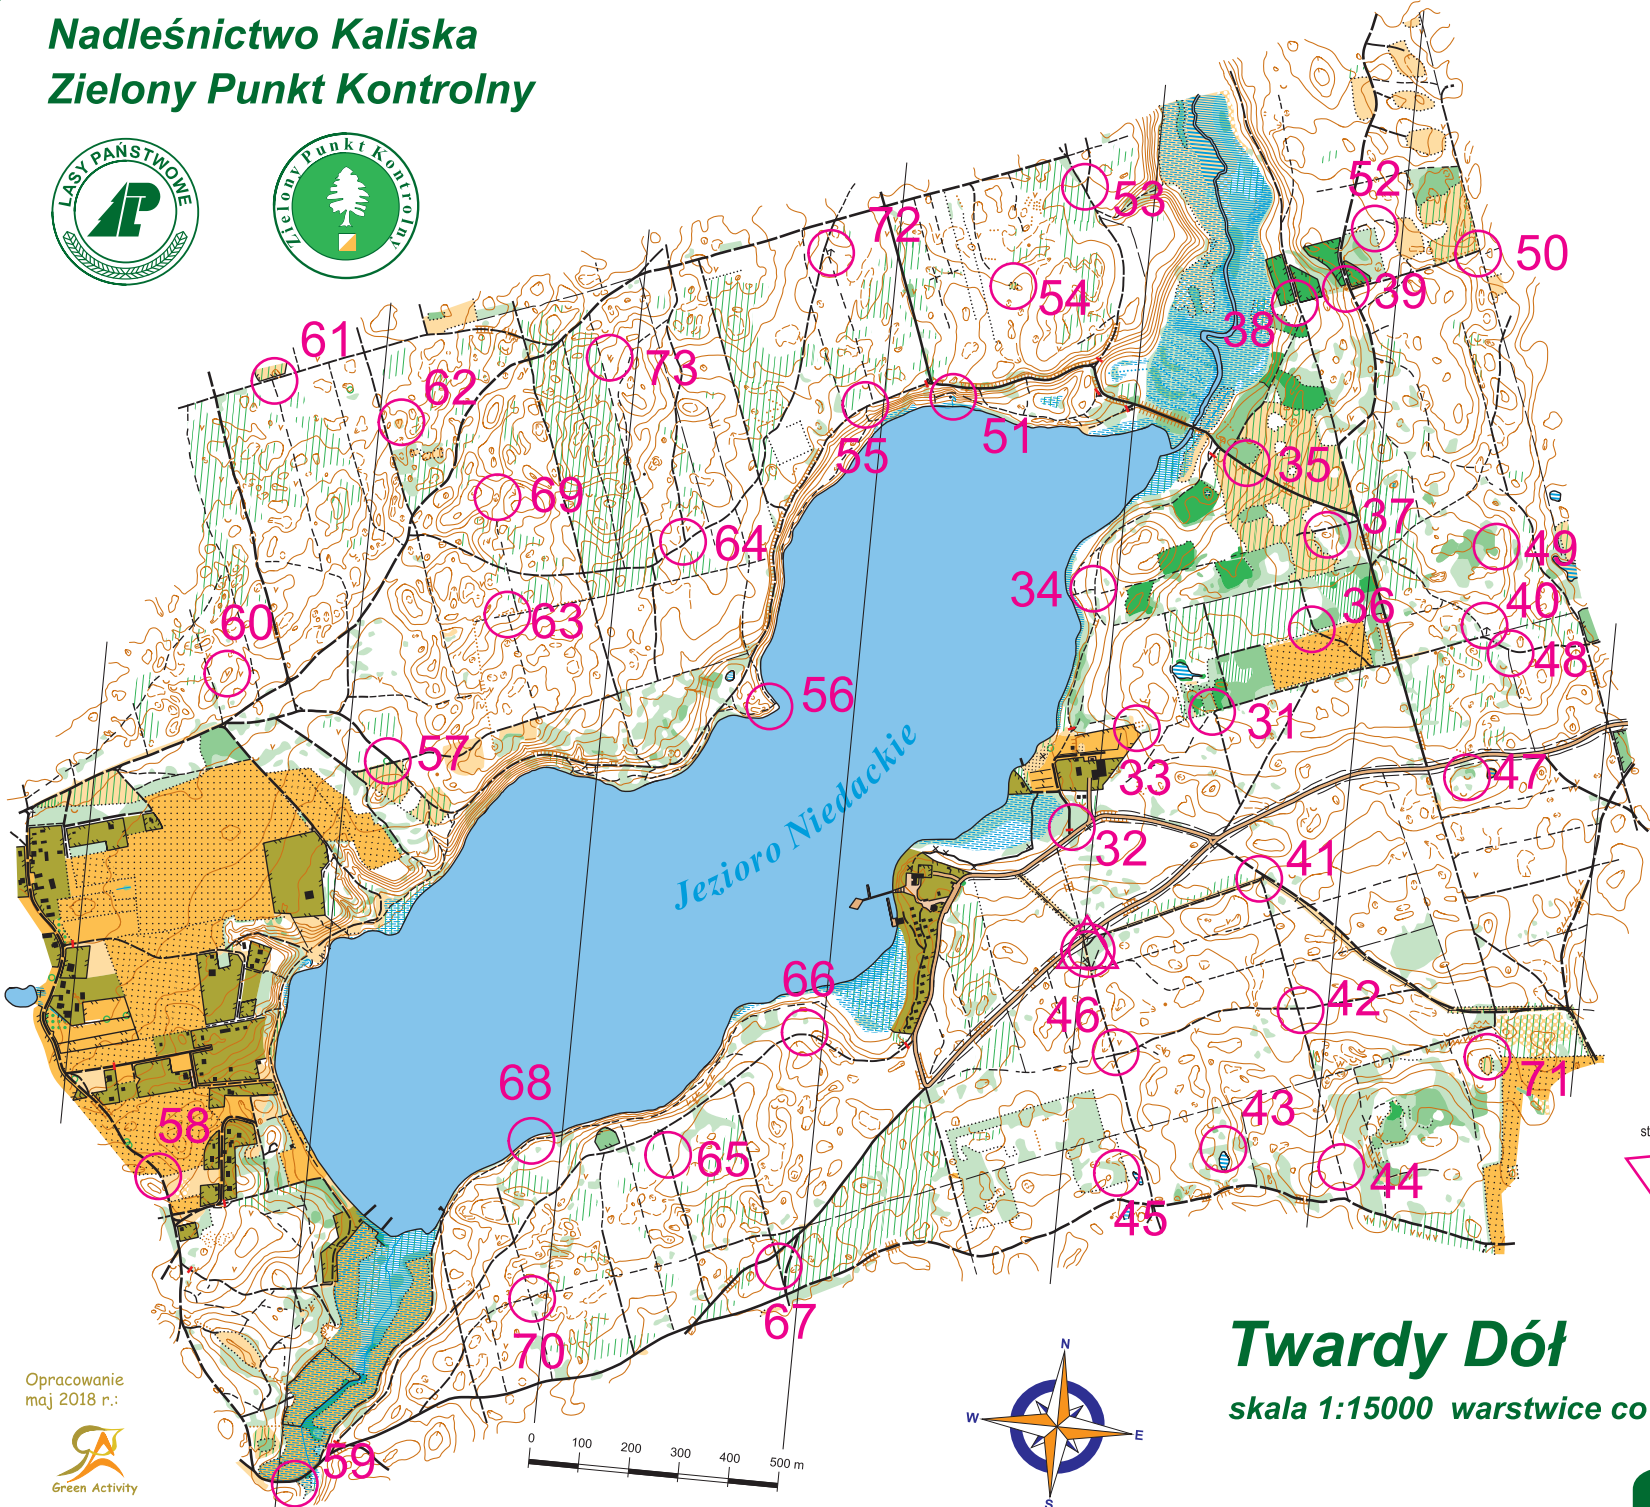 Nadleśnictwo Kaliska
Zielony Punkt Kontrolny
LASY PAŃSTWOWE
Zielony Punkt Kontrolny
53
52
72
50
54
39
38
61
73
62
51
55
35
69
37
64
49
34
40
36
63
60
48
56
31
57
33
47
Jezioro Niedackie
32
41
66
42
46
71
68
43
58
65
44
45
67
70
59
st
Twardy Dół
skala 1:15000 warstwice co
Opracowanie
maj 2018 r.:
Green Activity
0 100 200 300 400 500 m
N
W
E
S